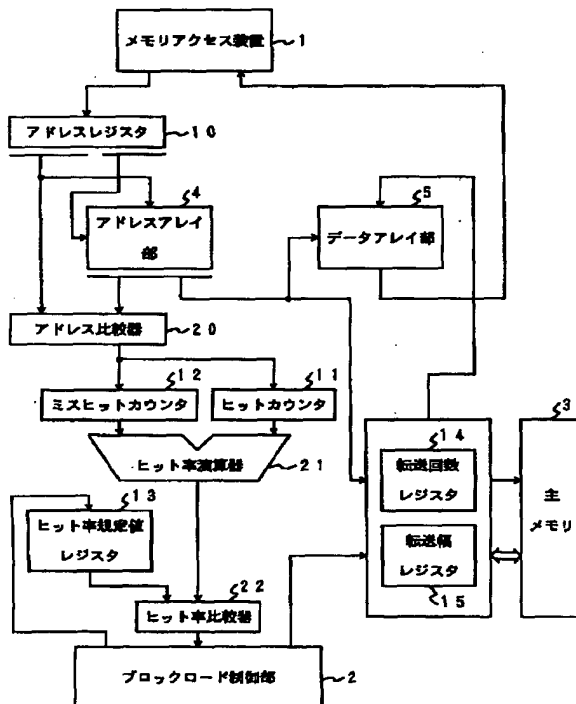 メモリアクセス装置
1
アドレスレジスタ
10
4
アドレスアレイ
部
5
データアレイ部
アドレス比較器
20
12
ミスヒットカウンタ
11
ヒットカウンタ
ヒット率演算器
21
13
ヒット率規定値
レジスタ
14
転送回数
レジスタ
転送幅
レジスタ
15
3
主
メモリ
22
ヒット率比較器
ブロックロード制御部
2